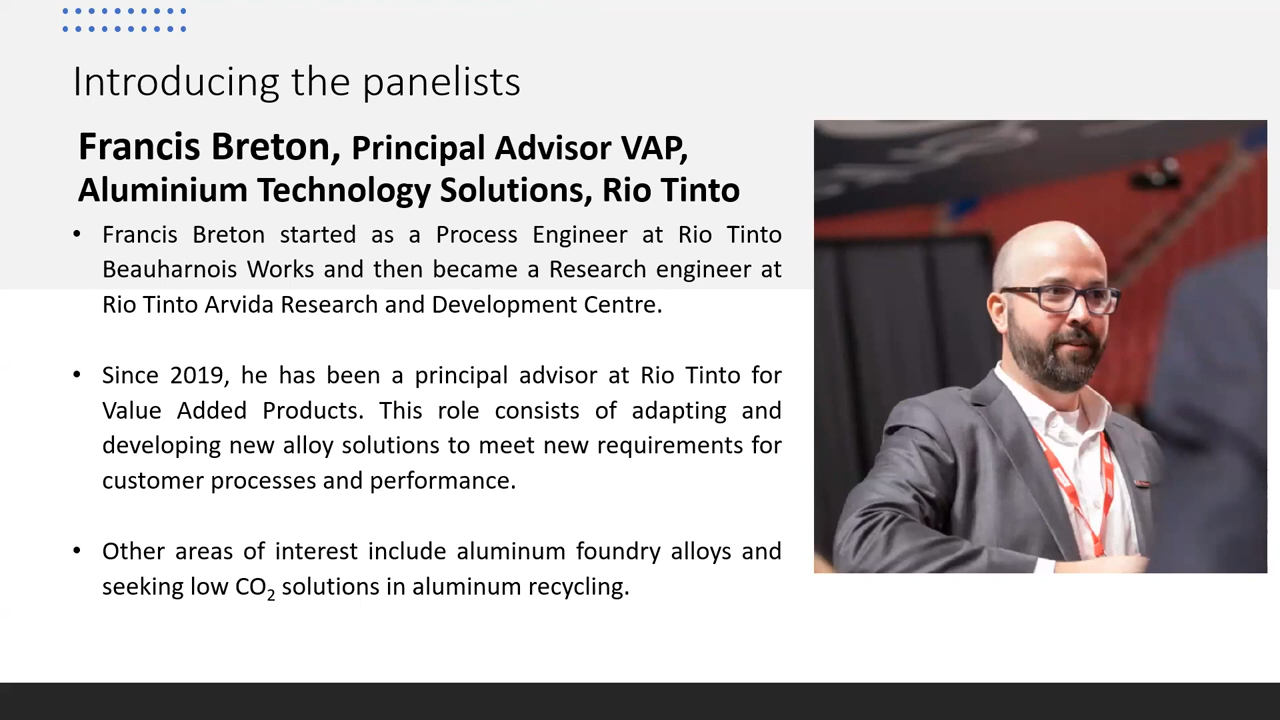 Introducing the panelists
Francis Breton, Principal Advisor VAP,
Aluminium Technology Solutions, Rio Tinto
• Francis Breton started as a Process Engineer at Rio Tinto
Beauharnois Works and then became a Research engineer at
Rio Tinto Arvida Research and Development Centre.
• Since 2019, he has been a principal advisor at Rio Tinto for
Value Added Products. This role consists of adapting and
developing new alloy solutions to meet new requirements for
customer processes and performance.
• Other areas of interest include aluminum foundry alloys and
seeking low CO₂ solutions in aluminum recycling.